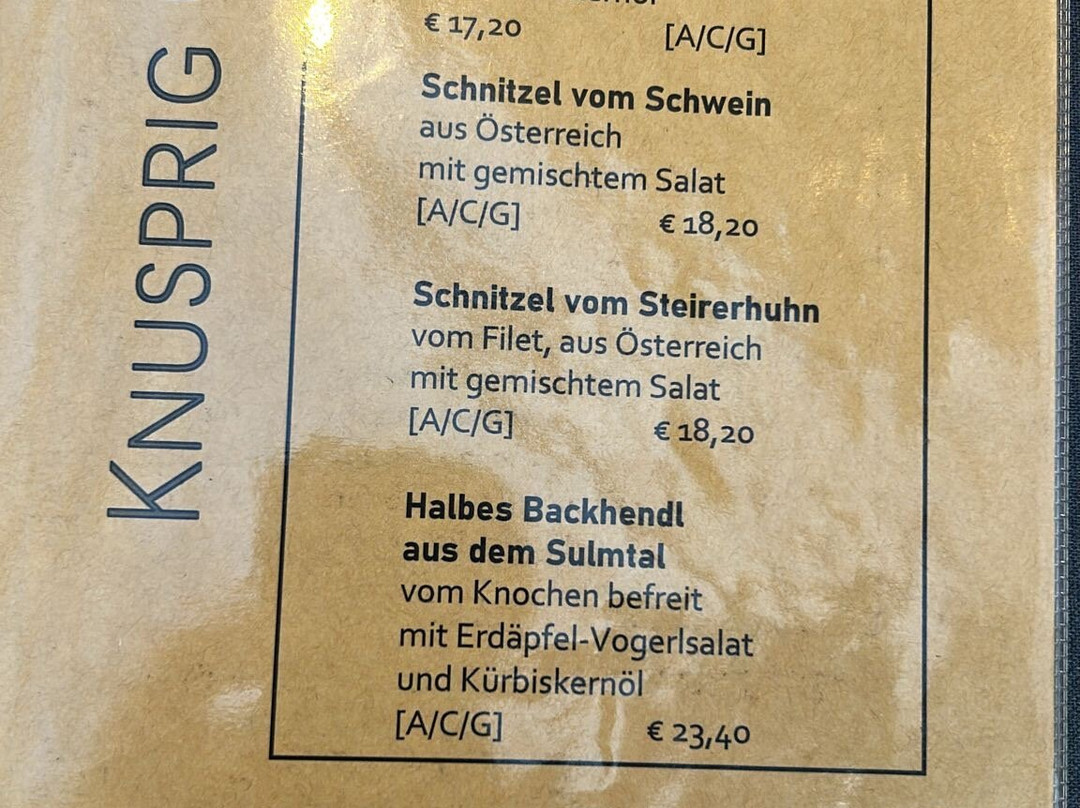 € 17,20 [A/C/G]
Schnitzel vom Schwein
aus Österreich
mit gemischtem Salat
[A/C/G] € 18,20
Schnitzel vom Steirerhuhn
vom Filet, aus Österreich
mit gemischtem Salat
[A/C/G] € 18,20
Halbes Backhendl
aus dem Sulmtal
vom Knochen befreit
mit Erdäpfel-Vogerlsalat
und Kürbiskernöl
[A/C/G] € 23,40
KNUSPRIG